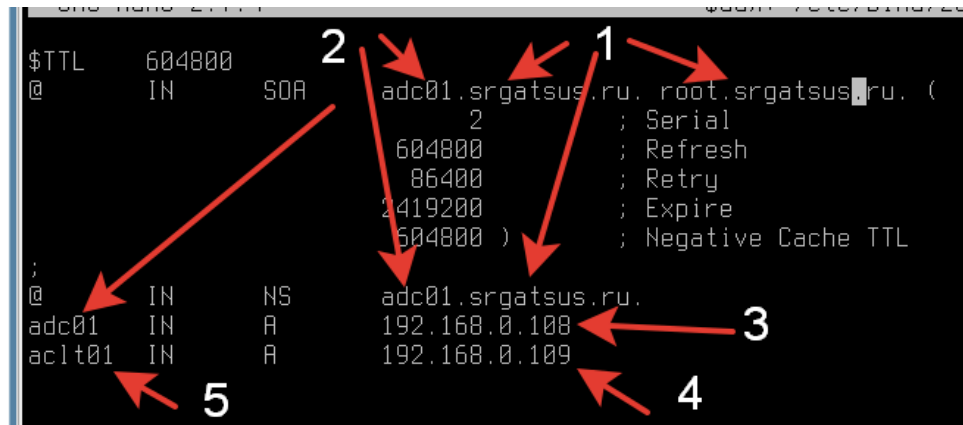 $TTL 604800 2 1
@ IN SOA adc01.srgatsus.ru. root.srgatsus.ru. (
2 ; Serial
604800 ; Refresh
86400 ; Retry
2419200 ; Expire
604800 ) ; Negative Cache TTL
;
@ IN NS adc01.srgatsus.ru.
adc01 IN A 192.168.0.108 3
aclt01 IN A 192.168.0.109
5 4